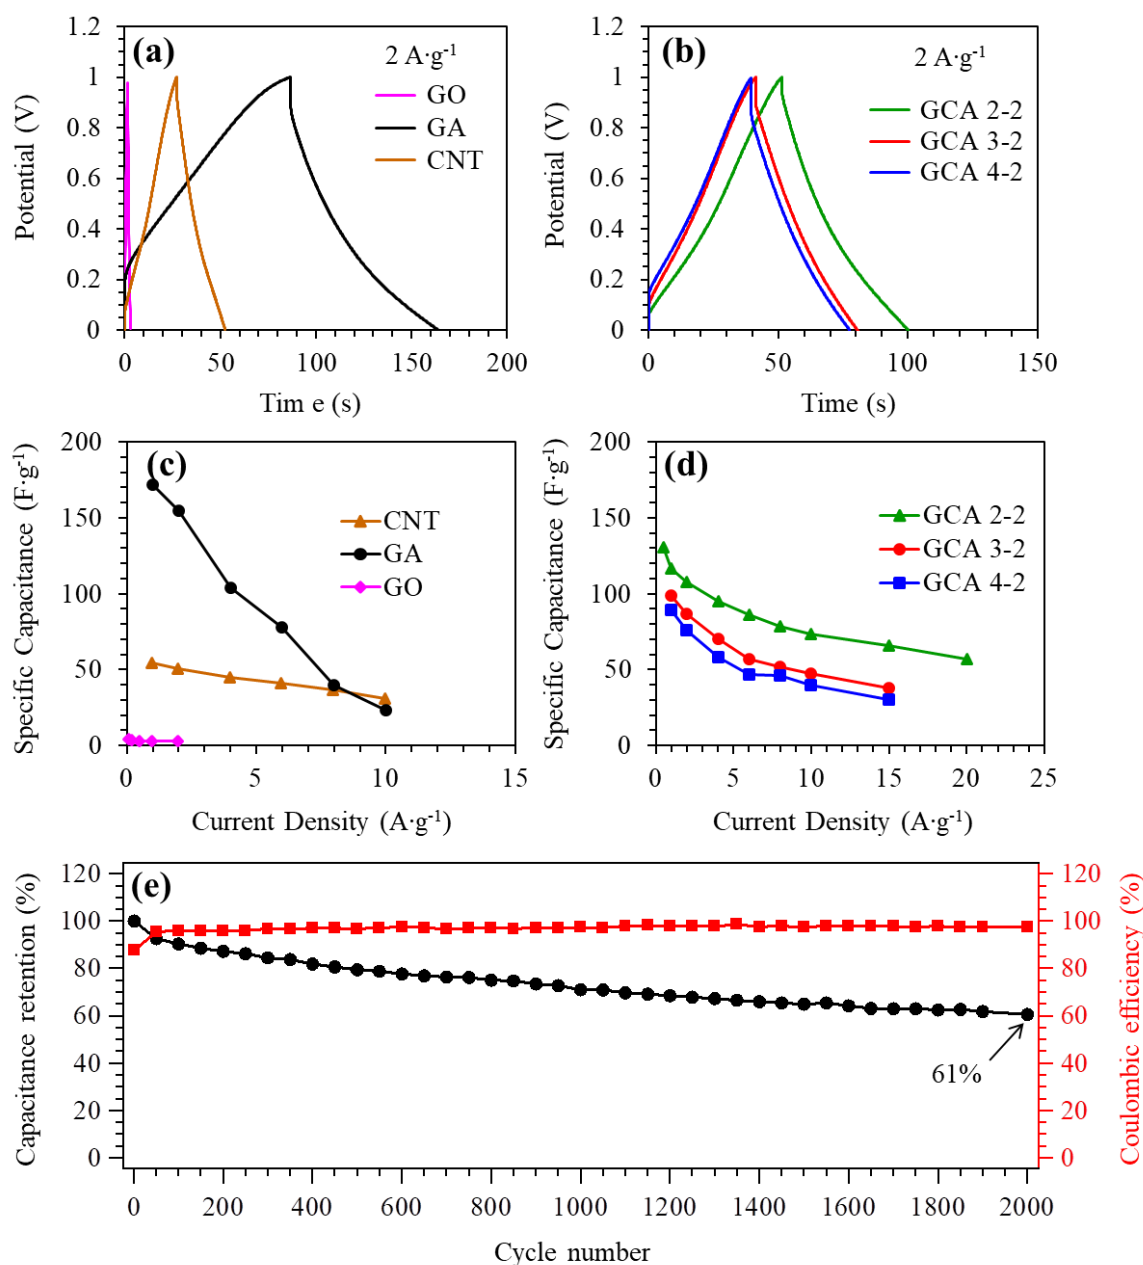 (a)
2 A·g⁻¹
GO
GA
CNT
Potential (V)
1.2
1
0.8
0.6
0.4
0.2
0
0 50 100 150 200
Tim e (s)
(b)
2 A·g⁻¹
GCA 2-2
GCA 3-2
GCA 4-2
Potential (V)
1.2
1
0.8
0.6
0.4
0.2
0
0 50 100 150
Time (s)
(c)
CNT
GA
GO
Specific Capacitance (F·g⁻¹)
200
150
100
50
0
0 5 10 15
Current Density (A·g⁻¹)
(d)
GCA 2-2
GCA 3-2
GCA 4-2
Specific Capacitance (F·g⁻¹)
200
150
100
50
0
0 5 10 15 20 25
Current Density (A·g⁻¹)
(e)
Capacitance retention (%)
120
100
80
60
40
20
0
61%
120
100
80
60
40
20
0
Coulombic efficiency (%)
0 200 400 600 800 1000 1200 1400 1600 1800 2000
Cycle number